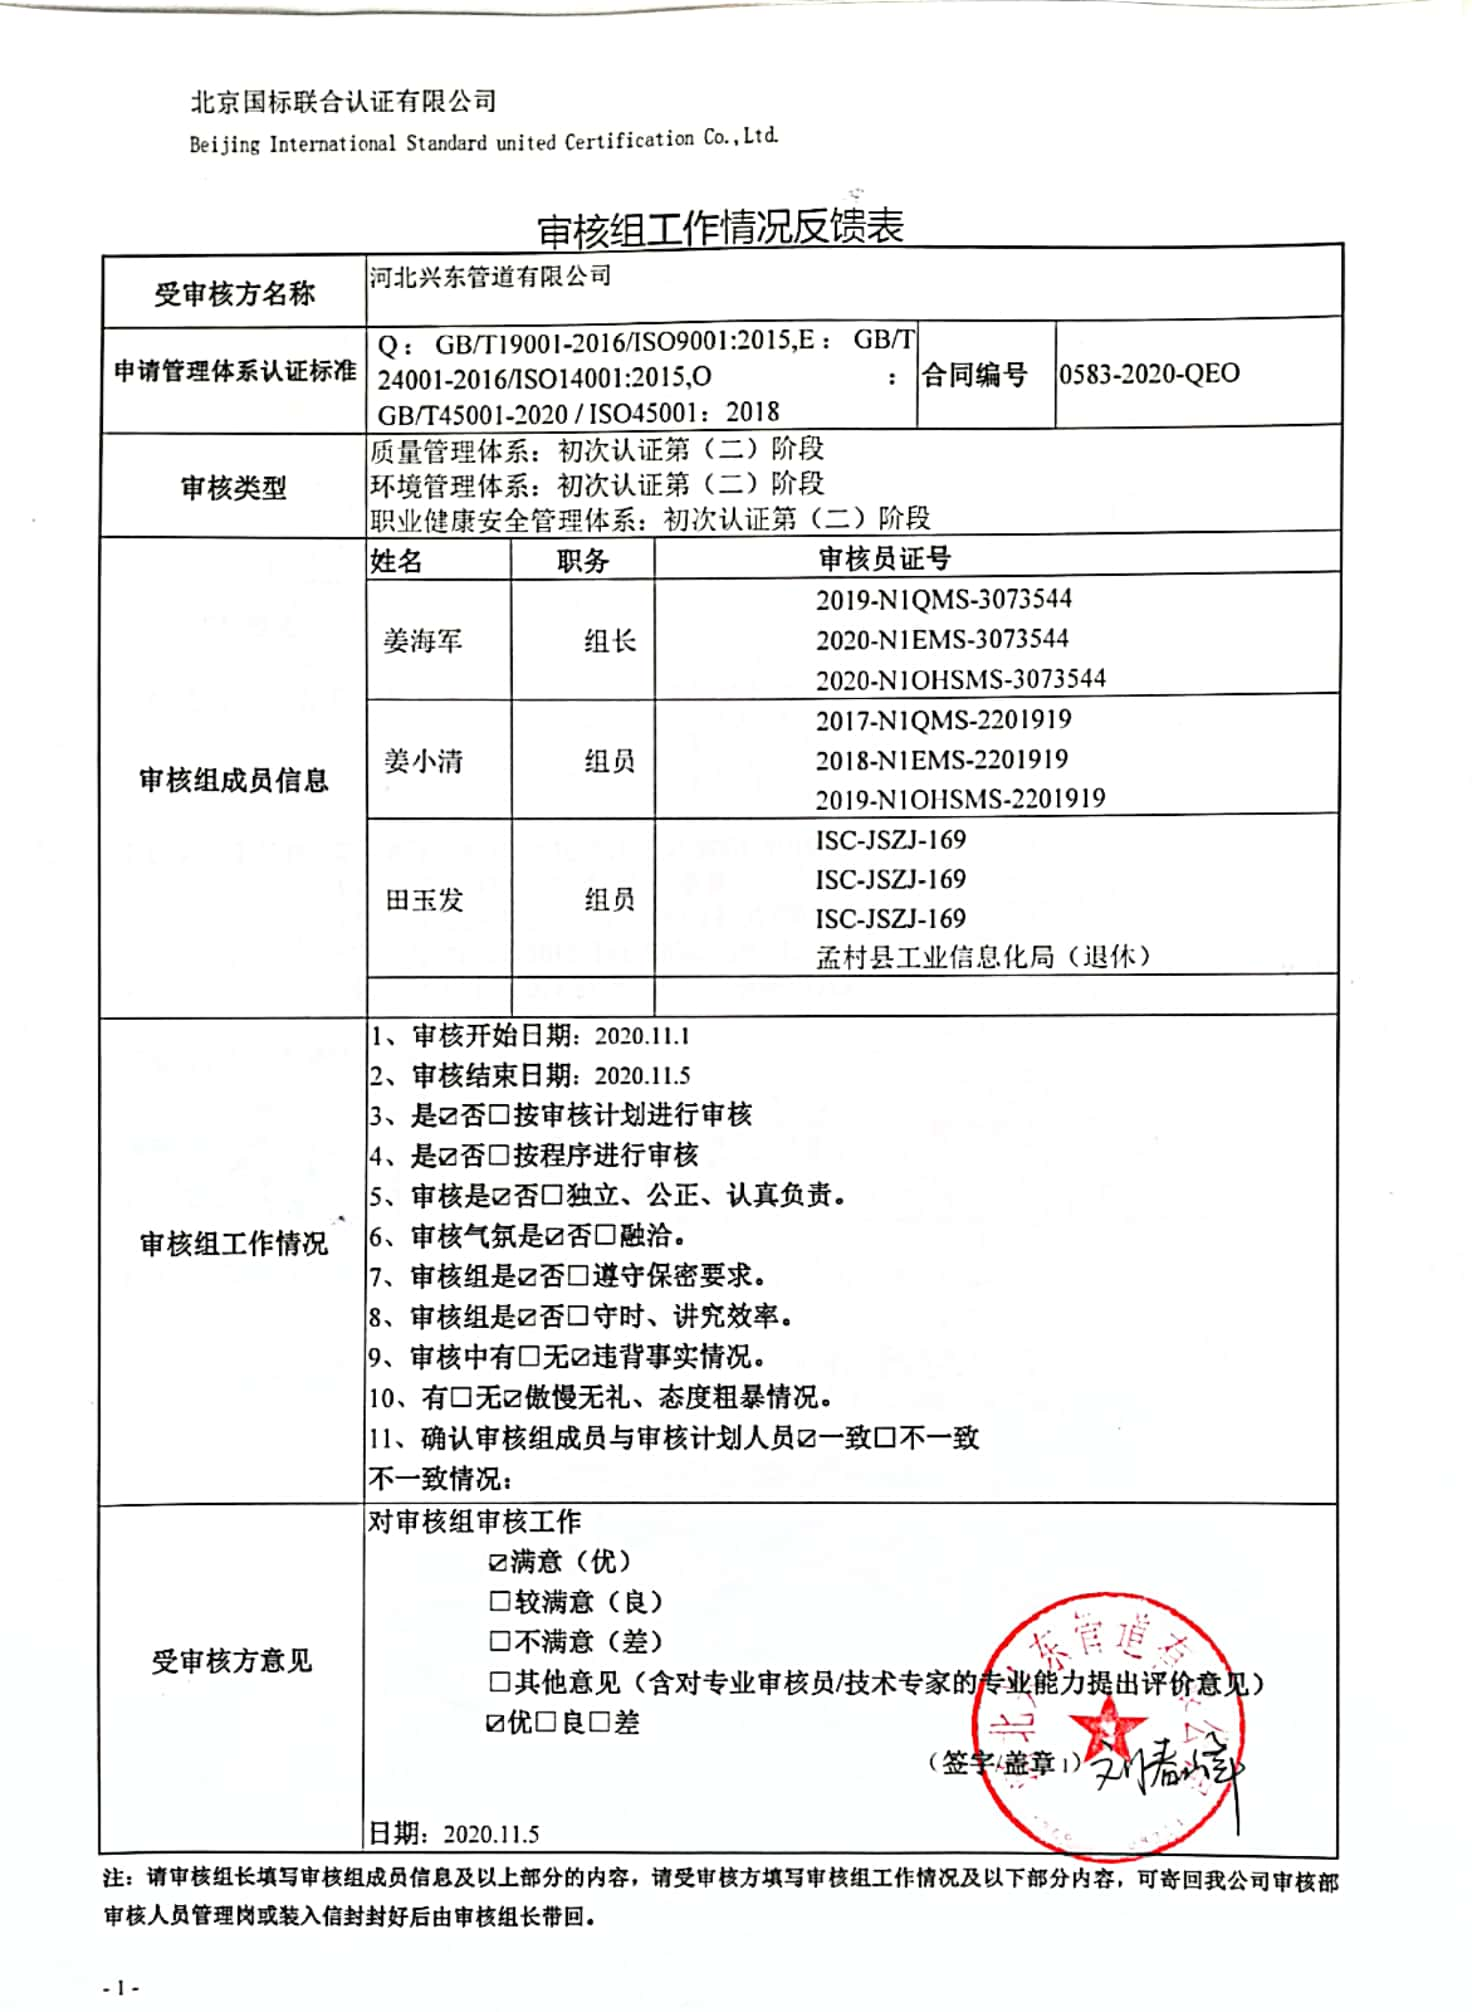 北京国标联合认证有限公司
Beijing International Standard united Certification Co.,Ltd.
审核组工作情况反馈表
受审核方名称
河北兴东管道有限公司
申请管理体系认证标准
Q： GB/T19001-2016/ISO9001:2015,E： GB/T
24001-2016/ISO14001:2015,O ：
GB/T45001-2020 / ISO45001：2018
合同编号
0583-2020-QEO
审核类型
质量管理体系：初次认证第（二）阶段
环境管理体系：初次认证第（二）阶段
职业健康安全管理体系：初次认证第（二）阶段
审核组成员信息
姓名 职务 审核员证号
姜海军 组长
2019-N1QMS-3073544
2020-N1EMS-3073544
2020-N1OHSMS-3073544
姜小清 组员
2017-N1QMS-2201919
2018-N1EMS-2201919
2019-N1OHSMS-2201919
田玉发 组员
ISC-JSZJ-169
ISC-JSZJ-169
ISC-JSZJ-169
孟村县工业信息化局（退休）
审核组工作情况
1、审核开始日期：2020.11.1
2、审核结束日期：2020.11.5
3、是☑否☐按审核计划进行审核
4、是☑否☐按程序进行审核
5、审核是☑否☐独立、公正、认真负责。
6、审核气氛是☑否☐融洽。
7、审核组是☑否☐遵守保密要求。
8、审核组是☑否☐守时、讲究效率。
9、审核中有☐无☑违背事实情况。
10、有☐无☑傲慢无礼、态度粗暴情况。
11、确认审核组成员与审核计划人员☑一致☐不一致
不一致情况：
受审核方意见
对审核组审核工作
☑满意（优）
☐较满意（良）
☐不满意（差）
☐其他意见（含对专业审核员/技术专家的专业能力提出评价意见）
☑优☐良☐差
（签字/盖章）
日期：2020.11.5
注：请审核组长填写审核组成员信息及以上部分的内容，请受审核方填写审核组工作情况及以下部分内容，可寄回我公司审核部
审核人员管理岗或装入信封封好后由审核组长带回。
- 1 -